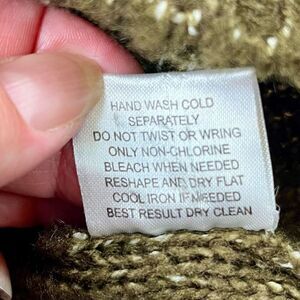 HAND WASH COLD
SEPARATELY
DO NOT TWIST OR WRING
ONLY NON-CHLORINE
BLEACH WHEN NEEDED
RESHAPE AND DRY FLAT
COOL IRON IF NEEDED
BEST RESULT DRY CLEAN